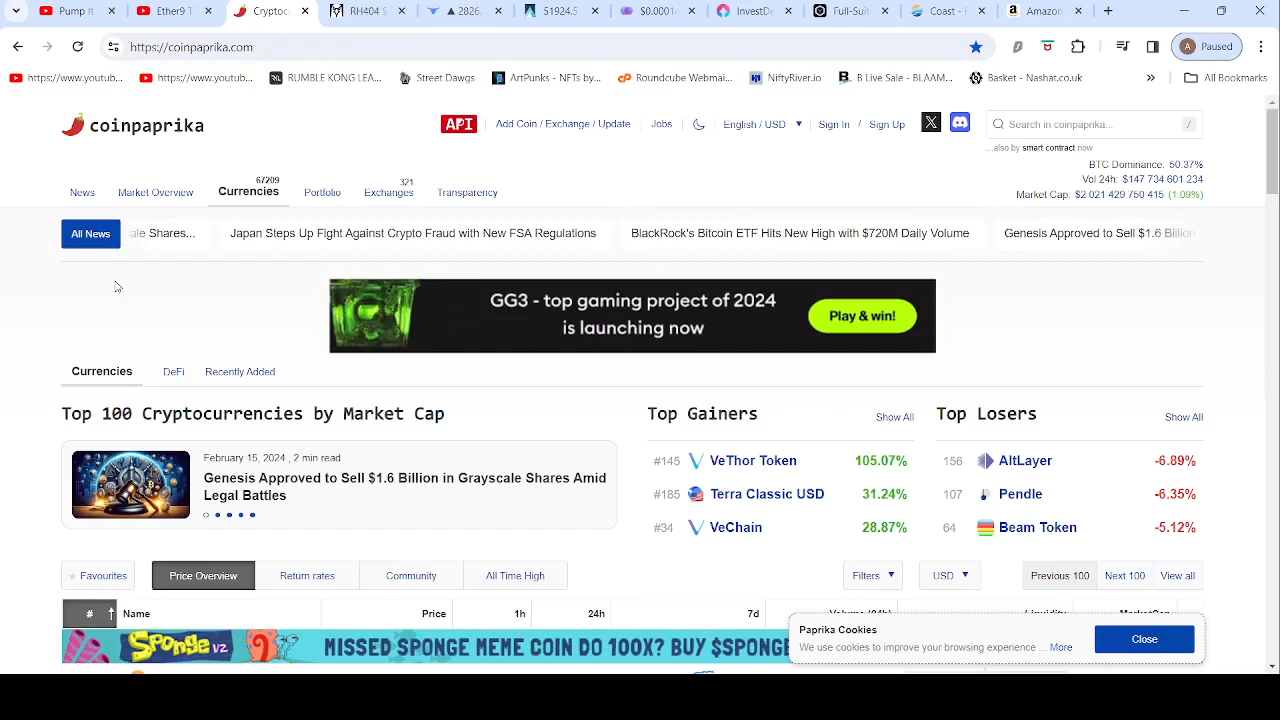 Pump It
Ether9 T
Cryptoc
RH404 S
▲ 2826.
51924.5
$0.0001
InvestDe
Full-Suit
Coast - F
Amazon
https://coinpaprika.com
A Paused
https://www.youtub...
https://www.youtub...
RUMBLE KONG LEA...
Street Dawgs
ArtPunks - NFTs by...
Roundcube Webmai...
NiftyRiver.io
B Live Sale - BLAAM...
Basket - Nashat.co.uk
»
All Bookmarks
coinpaprika
API
Add Coin / Exchange / Update
Jobs
English / USD ▼
Sign In / Sign Up
Search in coinpaprika... /
...also by smart contract now
BTC Dominance: 50.37%
Vol 24h: $147 734 601 234
Market Cap: $2 021 429 750 415 (1.09%)
News
Market Overview
Currencies 67209
Portfolio
Exchanges 321
Transparency
All News
ale Shares...
Japan Steps Up Fight Against Crypto Fraud with New FSA Regulations
BlackRock's Bitcoin ETF Hits New High with $720M Daily Volume
Genesis Approved to Sell $1.6 Billion
GG3 - top gaming project of 2024
is launching now
Play & win!
Currencies
DeFi
Recently Added
Top 100 Cryptocurrencies by Market Cap
February 15, 2024 , 2 min read
Genesis Approved to Sell $1.6 Billion in Grayscale Shares Amid
Legal Battles
Top Gainers
Show All
#145 VeThor Token 105.07%
#185 Terra Classic USD 31.24%
#34 VeChain 28.87%
Top Losers
Show All
156 AltLayer -6.89%
107 Pendle -6.35%
64 Beam Token -5.12%
Favourites
Price Overview
Return rates
Community
All Time High
Filters ▼
USD ▼
Previous 100
Next 100
View all
# ↑ Name Price 1h 24h 7d
Sponge V2
MISSED SPONGE MEME COIN DO 100X? BUY $SPONGE
Paprika Cookies
We use cookies to improve your browsing experience ... More
Close